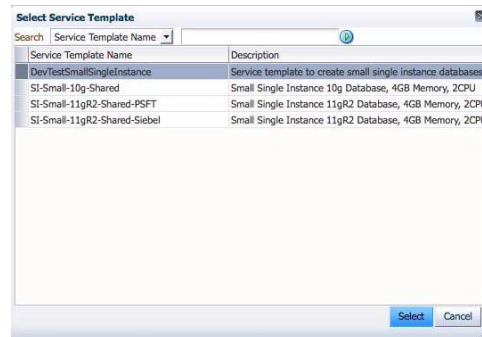 Select Service Template
Search Service Template Name
Service Template Name Description
DevTestSmallSingleInstance Service template to create small single instance databases
SI-Small-10g-Shared Small Single Instance 10g Database, 4GB Memory, 2CPU
SI-Small-11gR2-Shared-PSFT Small Single Instance 11gR2 Database, 4GB Memory, 2CP
SI-Small-11gR2-Shared-Siebel Small Single Instance 11gR2 Database, 4GB Memory, 2CP
Select Cancel